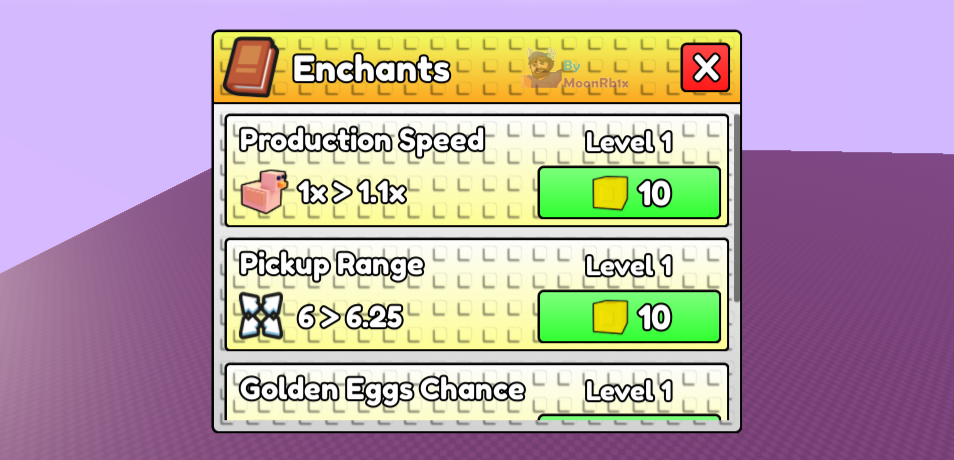 Enchants
By
MoonRb1x
Production Speed
Level 1
1x > 1.1x
10
Pickup Range
Level 1
6 > 6.25
10
Golden Eggs Chance
Level 1